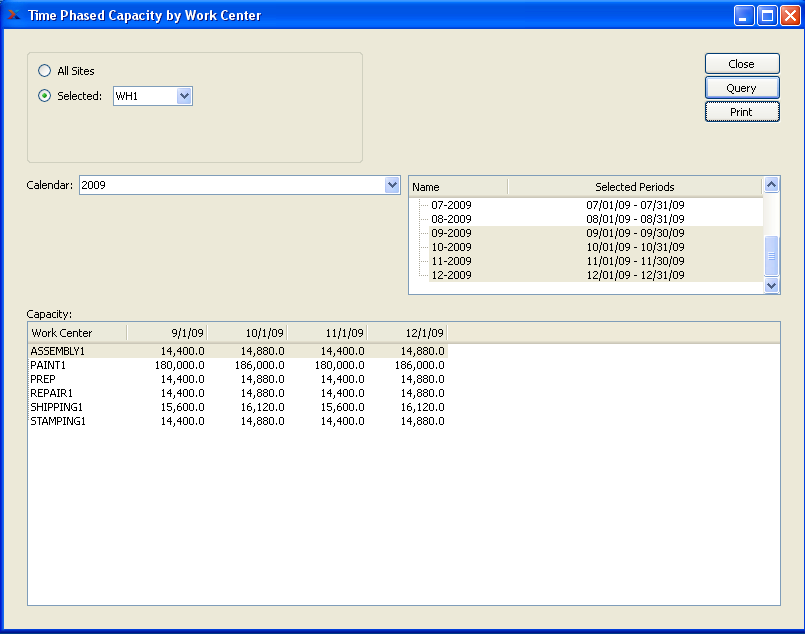 Time Phased Capacity by Work Center
All Sites
Selected: WH1
Close
Query
Print
Calendar: 2009
Name Selected Periods
07-2009 07/01/09 - 07/31/09
08-2009 08/01/09 - 08/31/09
09-2009 09/01/09 - 09/30/09
10-2009 10/01/09 - 10/31/09
11-2009 11/01/09 - 11/30/09
12-2009 12/01/09 - 12/31/09
Capacity:
Work Center 9/1/09 10/1/09 11/1/09 12/1/09
ASSEMBLY1 14,400.0 14,880.0 14,400.0 14,880.0
PAINT1 180,000.0 186,000.0 180,000.0 186,000.0
PREP 14,400.0 14,880.0 14,400.0 14,880.0
REPAIR1 14,400.0 14,880.0 14,400.0 14,880.0
SHIPPING1 15,600.0 16,120.0 15,600.0 16,120.0
STAMPING1 14,400.0 14,880.0 14,400.0 14,880.0